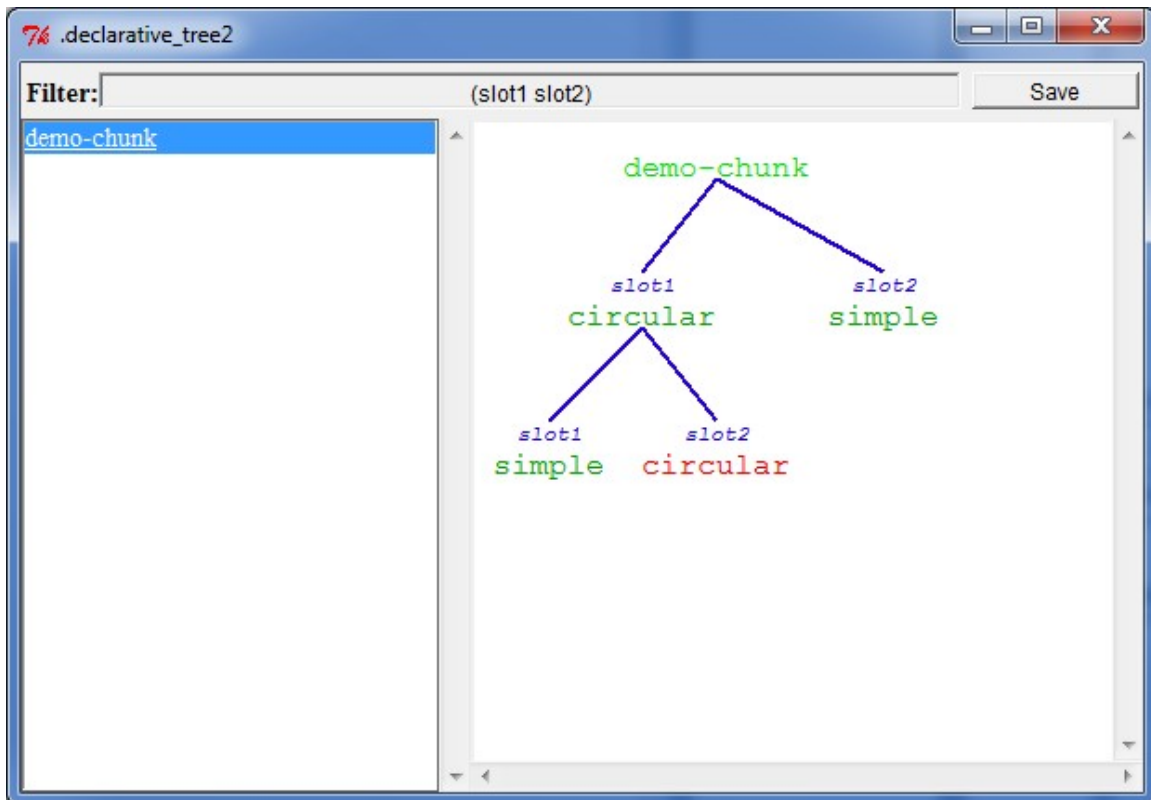 .declarative_tree2
Filter: (slot1 slot2) Save
demo-chunk
demo-chunk
slot1 slot2
circular simple
slot1 slot2
simple circular